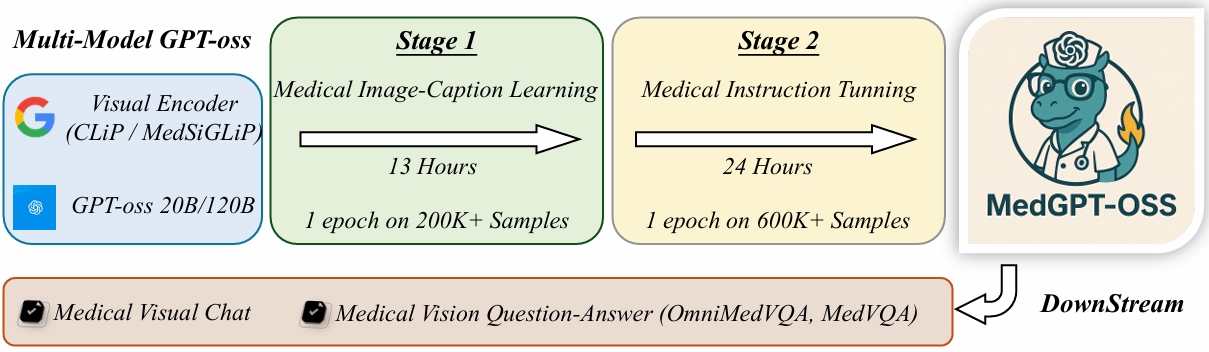 Multi-Model GPT-oss
Visual Encoder
(CLiP / MedSiGLiP)
GPT-oss 20B/120B
Stage 1
Medical Image-Caption Learning
13 Hours
1 epoch on 200K+ Samples
Stage 2
Medical Instruction Tunning
24 Hours
1 epoch on 600K+ Samples
MedGPT-OSS
DownStream
Medical Visual Chat
Medical Vision Question-Answer (OmniMedVQA, MedVQA)